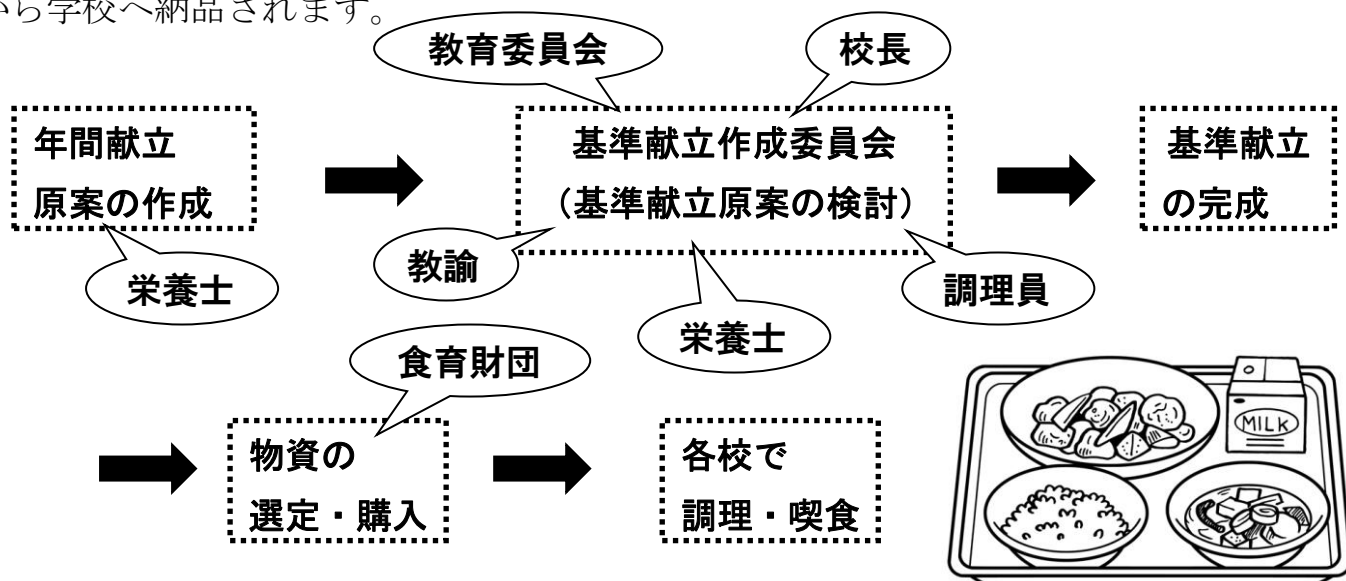 から学校へ納品されます。
教育委員会
校長
年間献立
原案の作成
基準献立作成委員会
（基準献立原案の検討）
基準献立
の完成
栄養士
教諭
栄養士
調理員
食育財団
物資の
選定・購入
各校で
調理・喫食
MILK